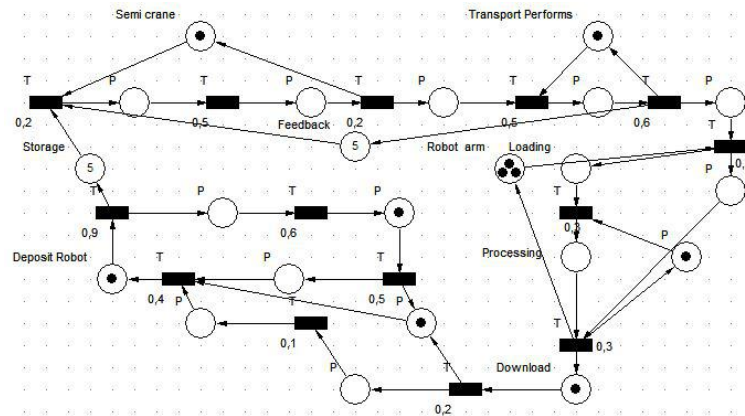 Semi crane
Transport Performs
T P T P T P T P T P
0,2 0,5 0,2 0,5 0,6
Feedback
T
Storage 5 5 Robot arm Loading 0,
P
T P T P T
0,9 0,6 0,3
P
Deposit Robot T P T Processing
0,4 0,5 P
P T
0,1 T 0,3
P T Download
0,2